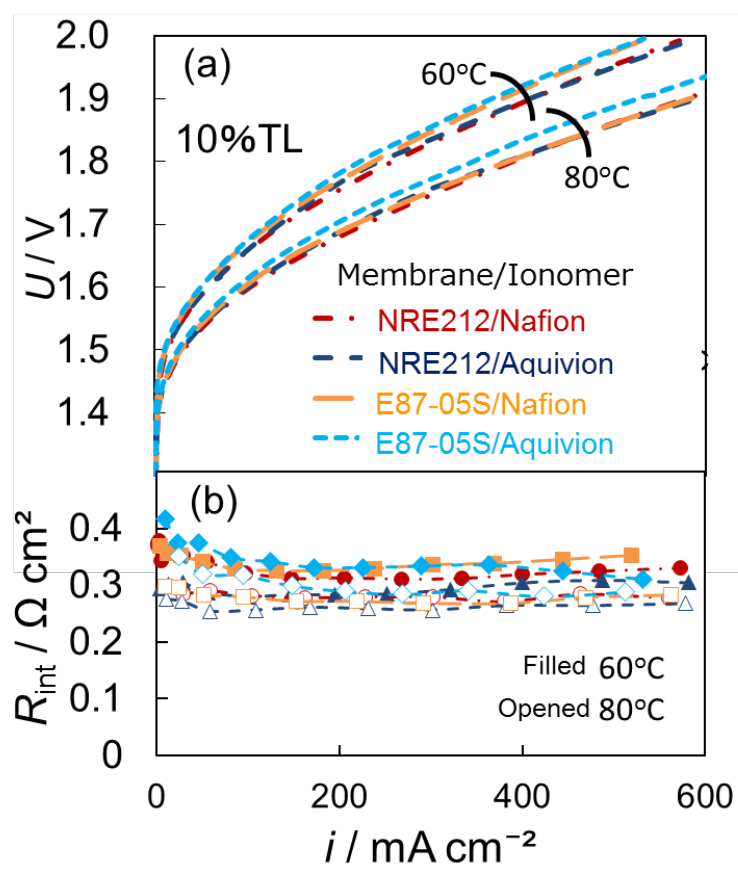 2.0
(a)
60°C
1.9
10%TL
1.8
80°C
U / V
1.7
Membrane/Ionomer
1.6
NRE212/Nafion
1.5
NRE212/Aquivion
E87-05S/Nafion
1.4
E87-05S/Aquivion
(b)
0.4
0.3
Rint / Ω cm²
0.2
Filled 60°C
0.1
Opened 80°C
0
0 200 400 600
i / mA cm⁻²